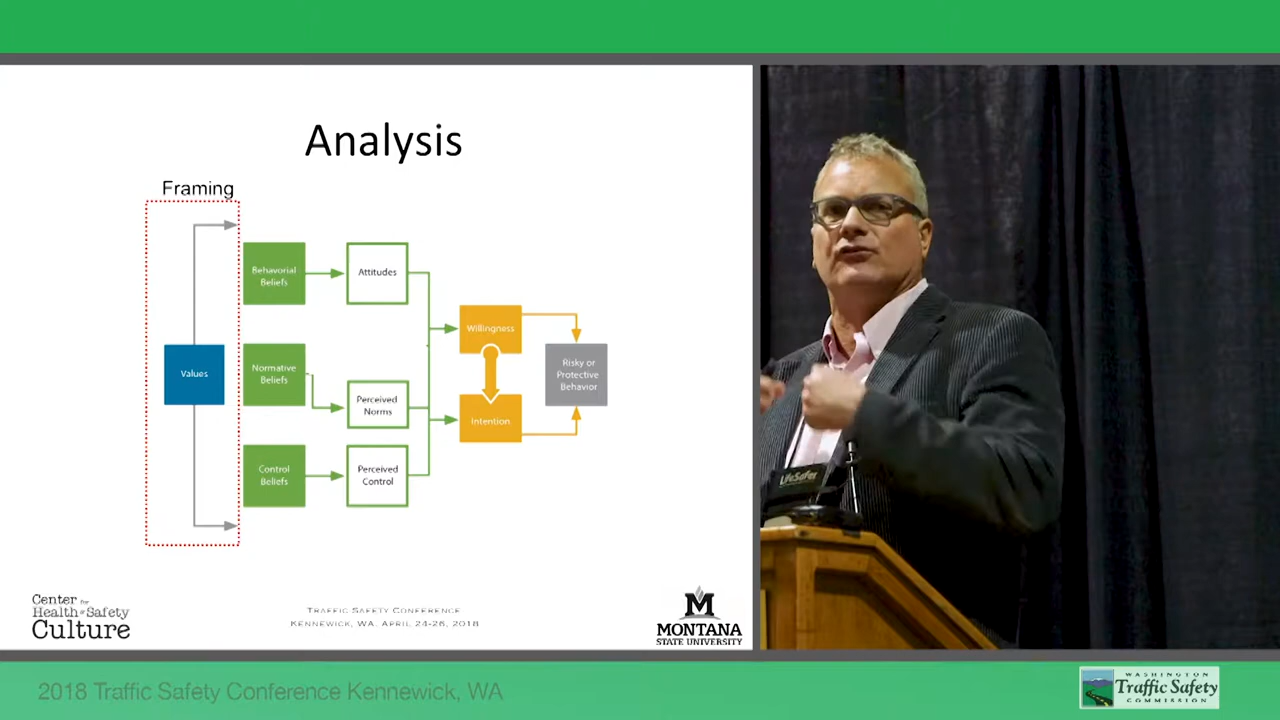 Analysis
Framing
Values
Behavorial
Beliefs
Attitudes
Normative
Beliefs
Perceived
Norms
Control
Beliefs
Perceived
Control
Willingness
Intention
Risky or
Protective
Behavior
Center for
Health & Safety
Culture
TRAFFIC SAFETY CONFERENCE
KENNEWICK, WA. APRIL 24-26, 2018
M
MONTANA
STATE UNIVERSITY
LifeSafer
2018 Traffic Safety Conference Kennewick, WA
WASHINGTON
Traffic Safety
COMMISSION